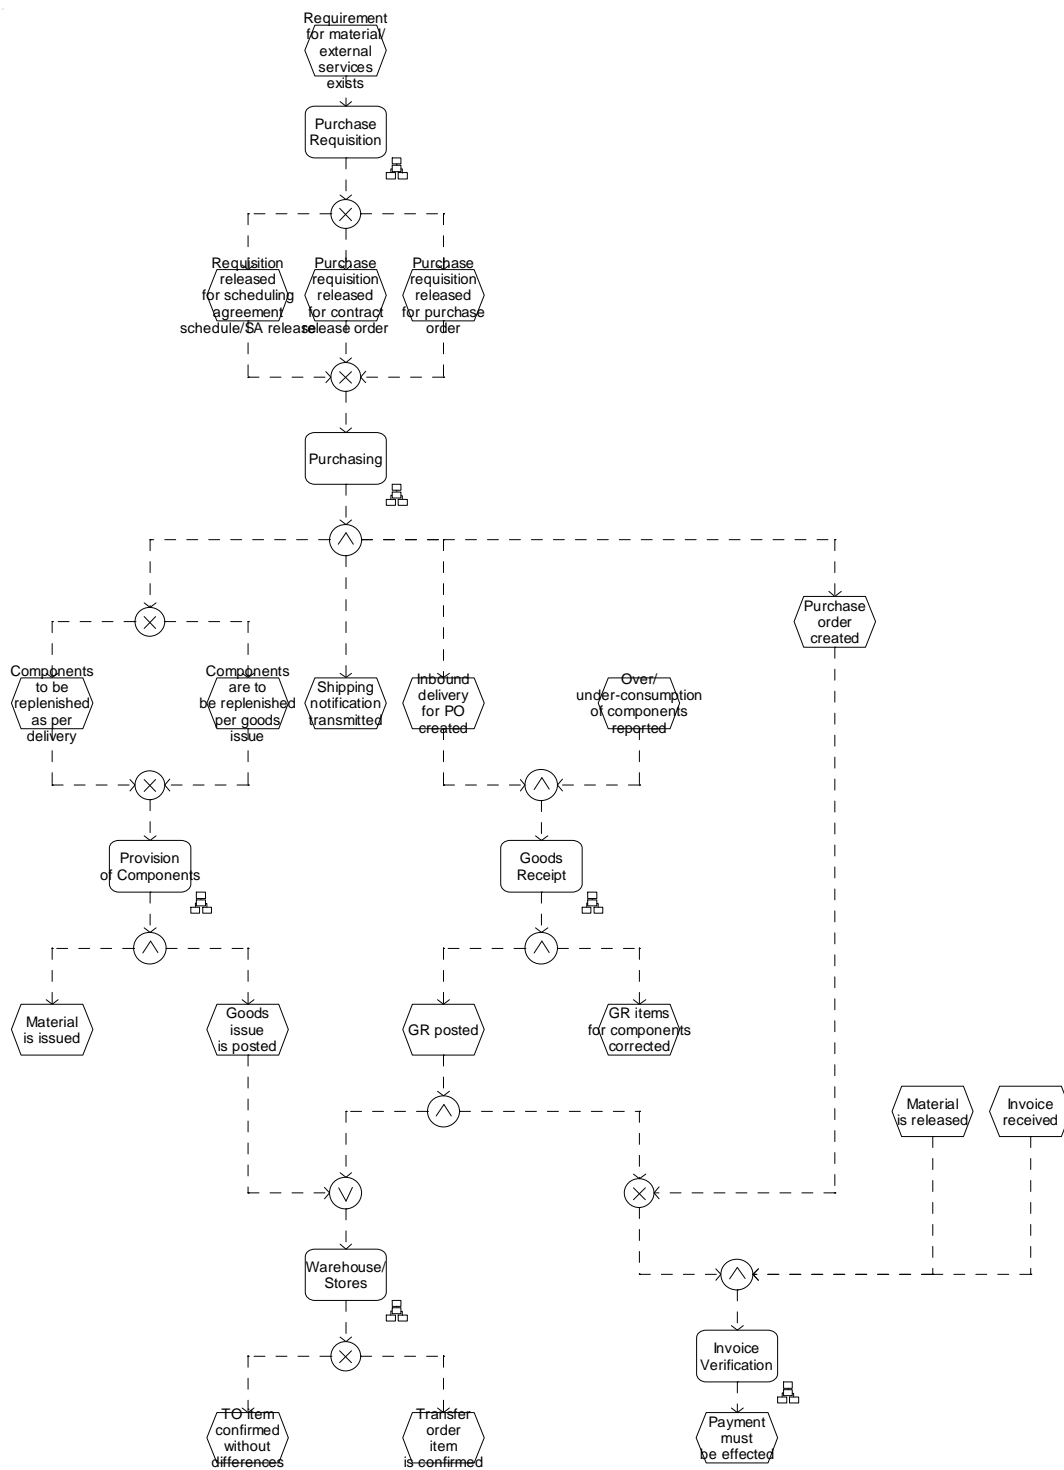 Requirement
for material/
external
services
exists
Purchase
Requisition
Requisition
released
for scheduling
agreement
schedule/SA release
Purchase
requisition
released
for contract
release order
Purchase
requisition
released
for purchase
order
Purchasing
Purchase
order
created
Components
to be
replenished
as per
delivery
Components
are to
be replenished
per goods
issue
Shipping
notification
transmitted
Inbound
delivery
for PO
created
Over/
under-consumption
of components
reported
Provision
of Components
Goods
Receipt
Material
is issued
Goods
issue
is posted
GR posted
GR items
for components
corrected
Material
is released
Invoice
received
Warehouse/
Stores
Invoice
Verification
TO item
confirmed
without
differences
Transfer
order
item
is confirmed
Payment
must
be effected